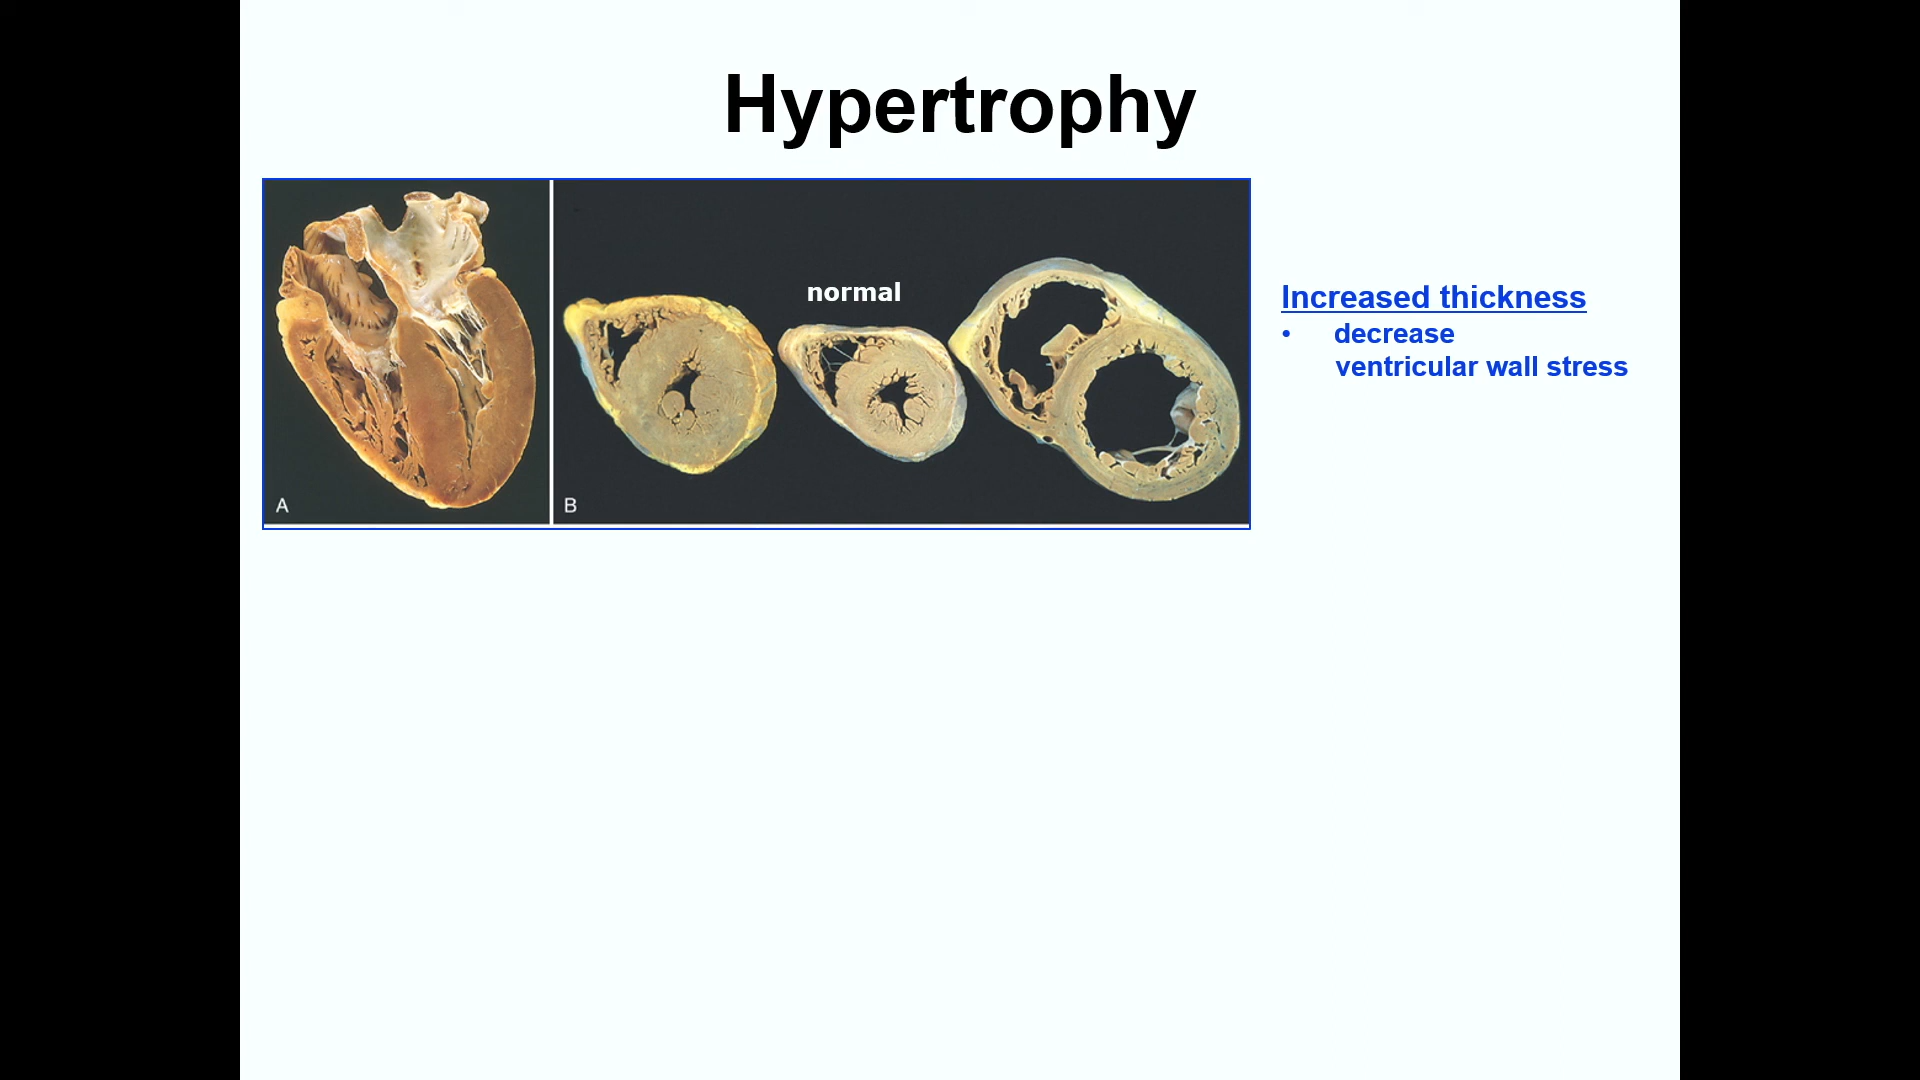 Hypertrophy
normal
A
B
Increased thickness
• decrease
ventricular wall stress